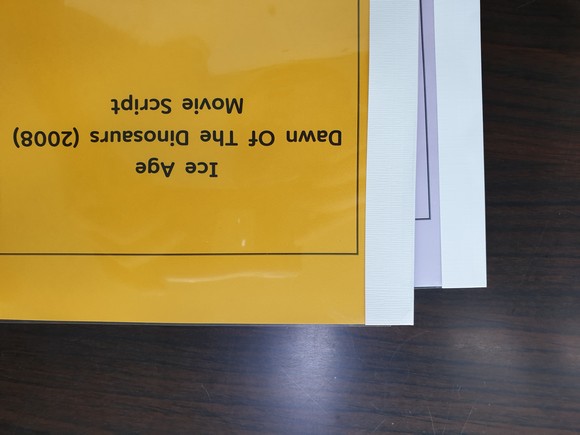 Ice Age
Dawn Of The Dinosaurs (2008)
Movie Script